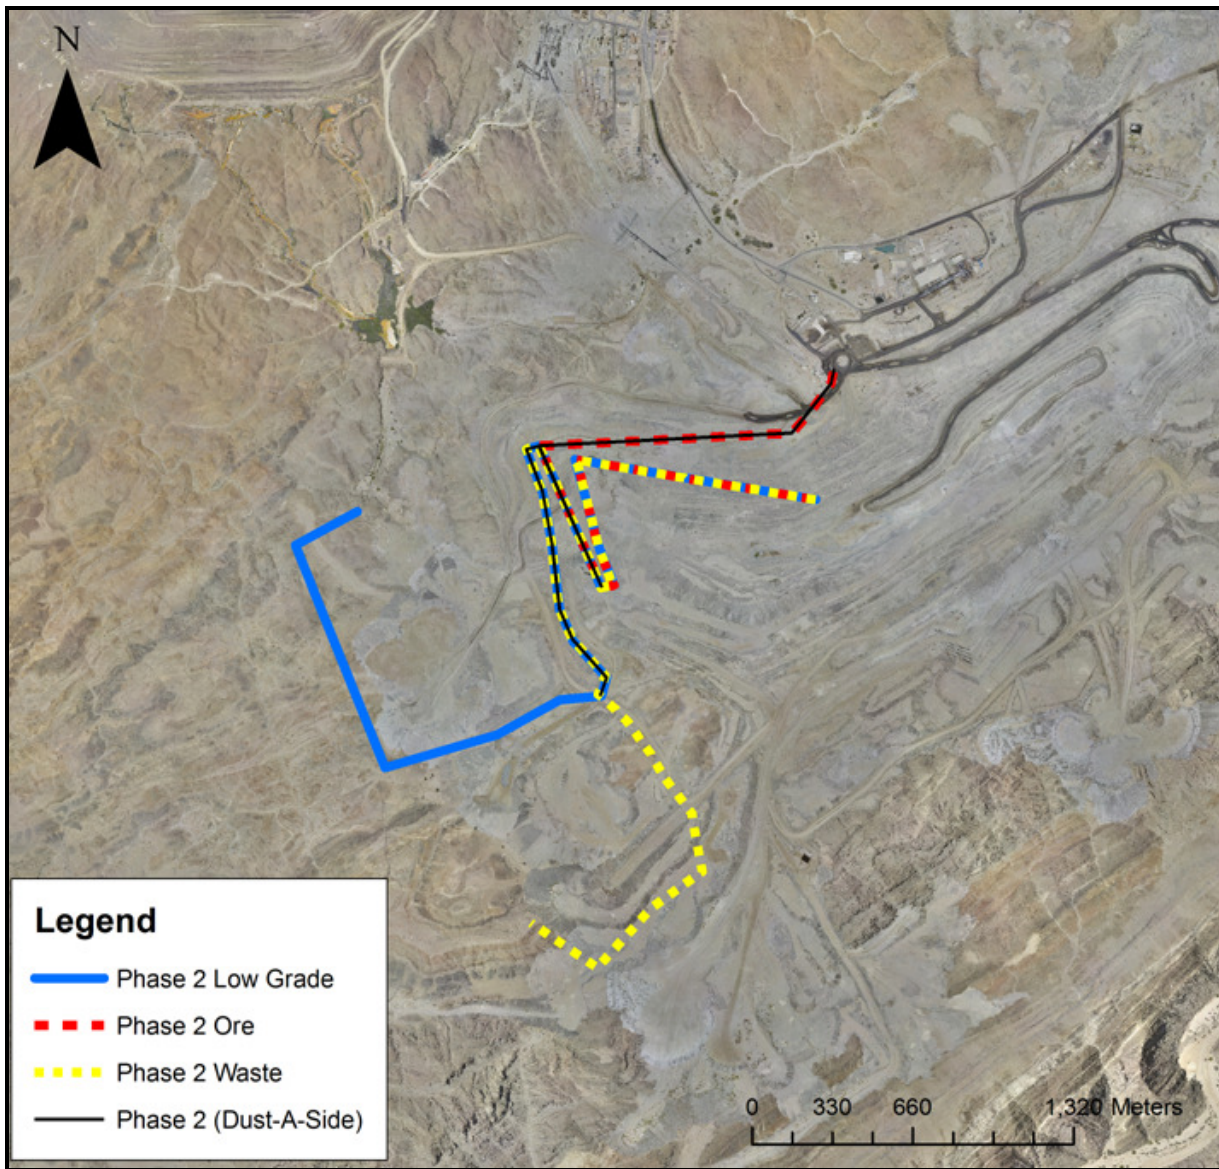 N
Legend
Phase 2 Low Grade
Phase 2 Ore
Phase 2 Waste
Phase 2 (Dust-A-Side)
0 330 660 1,320 Meters